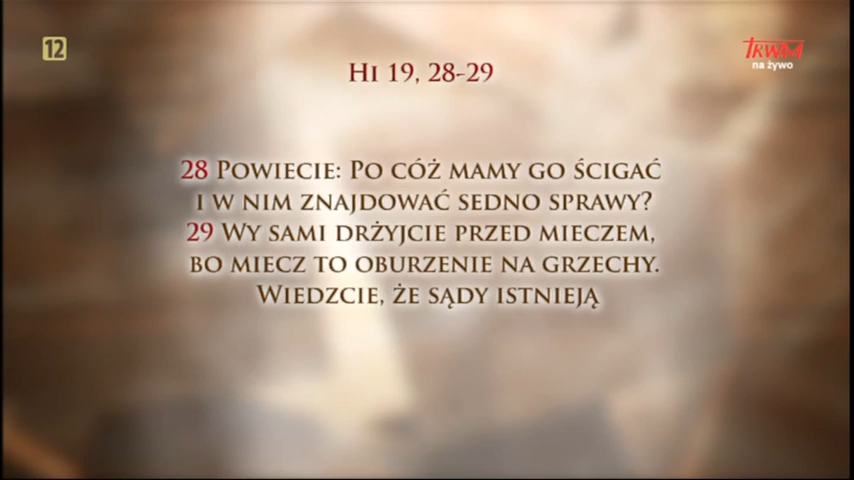 12
TRWAM
na żywo
Hi 19, 28-29
28 Powiecie: Po cóż mamy go ścigać
i w nim znajdować sedno sprawy?
29 Wy sami drżyjcie przed mieczem,
bo miecz to oburzenie na grzechy.
Wiedzcie, że sądy istnieją